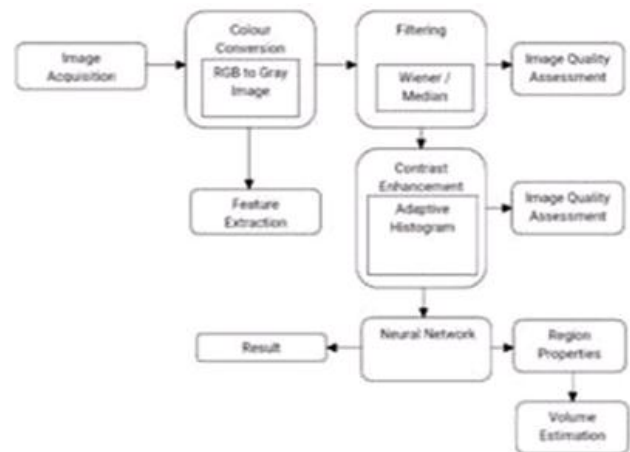 Image
Acquisition
Colour
Conversion
RGB to Gray
Image
Filtering
Wiener /
Median
Image Quality
Assessment
Feature
Extraction
Contrast
Enhancement
Adaptive
Histogram
Image Quality
Assessment
Result
Neural Network
Region
Properties
Volume
Estimation